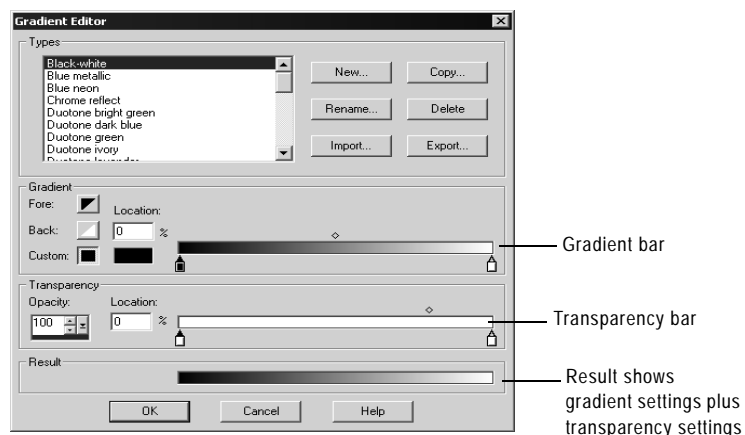 Gradient Editor
Types
Black-white
Blue metallic
Blue neon
Chrome reflect
Duotone bright green
Duotone dark blue
Duotone green
Duotone ivory
Duotone lavender
New...
Copy...
Rename...
Delete
Import...
Export...
Gradient
Fore:
Location:
Back:
0 %
Custom:
Gradient bar
Transparency
Opacity:
Location:
100
0 %
Transparency bar
Result
Result shows
gradient settings plus
transparency settings
OK
Cancel
Help